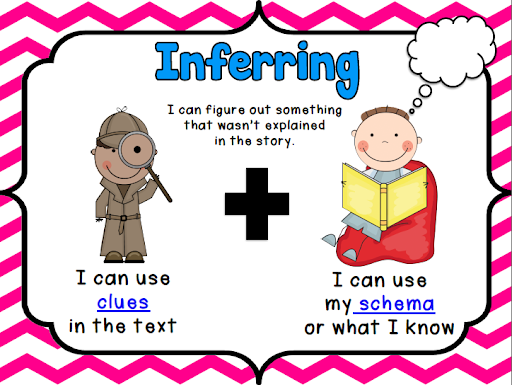 Inferring
I can figure out something
that wasn't explained
in the story.
I can use
clues
in the text
I can use
my schema
or what I know